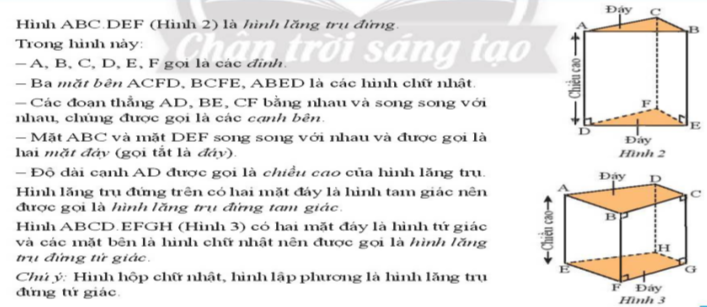 Hình ABC.DEF (Hình 2) là hình lăng trụ đứng.
Trong hình này:
– A, B, C, D, E, F gọi là các đỉnh.
– Ba mặt bên ACFD, BCFE, ABED là các hình chữ nhật.
– Các đoạn thẳng AD, BE, CF bằng nhau và song song với
nhau, chúng được gọi là các cạnh bên.
– Mặt ABC và mặt DEF song song với nhau và được gọi là
hai mặt đáy (gọi tắt là đáy).
– Độ dài cạnh AD được gọi là chiều cao của hình lăng trụ.
Hình lăng trụ đứng trên có hai mặt đáy là hình tam giác nên
được gọi là hình lăng trụ đứng tam giác.
Hình ABCD.EFGH (Hình 3) có hai mặt đáy là hình tứ giác
và các mặt bên là hình chữ nhật nên được gọi là hình lăng
trụ đứng tứ giác.
Chú ý: Hình hộp chữ nhật, hình lập phương là hình lăng trụ
đứng tứ giác.
Chân trời sáng tạo
Đáy
C
A
B
Chiều cao
F
D
E
Đáy
Hình 2
Đáy
D
A
C
B
Chiều cao
H
E
G
F
Đáy
Hình 3